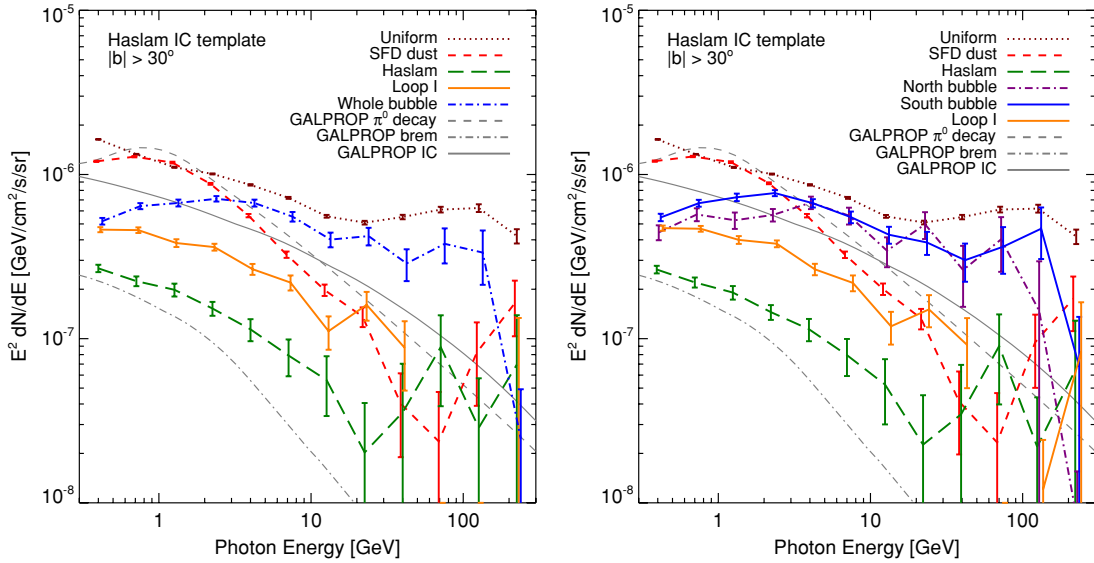 Haslam IC template
|b| > 30°
Uniform
SFD dust
Haslam
Loop I
Whole bubble
GALPROP π⁰ decay
GALPROP brem
GALPROP IC
10⁻⁵
10⁻⁶
10⁻⁷
10⁻⁸
E² dN/dE [GeV/cm²/s/sr]
1
10
100
Photon Energy [GeV]
Haslam IC template
|b| > 30°
Uniform
SFD dust
Haslam
North bubble
South bubble
Loop I
GALPROP π⁰ decay
GALPROP brem
GALPROP IC
10⁻⁵
10⁻⁶
10⁻⁷
10⁻⁸
E² dN/dE [GeV/cm²/s/sr]
1
10
100
Photon Energy [GeV]